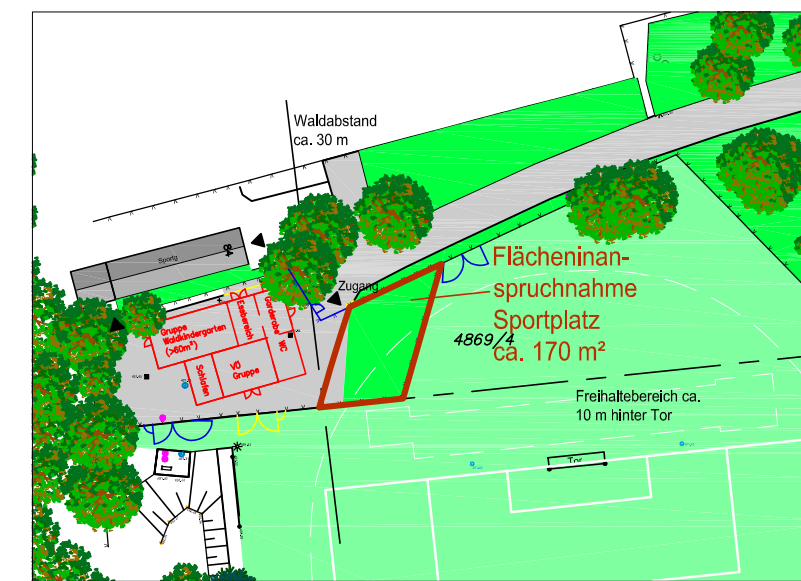 Waldabstand
ca. 30 m
Sportg
84
Zugang
Flächeninan-
spruchnahme
Sportplatz
ca. 170 m²
4869/4
Gruppe
Waldkindergarten
(>60m²)
Essbereich
Garderobe
WC
Schlafen
VÖ
Gruppe
Freihaltebereich ca.
10 m hinter Tor
Tor